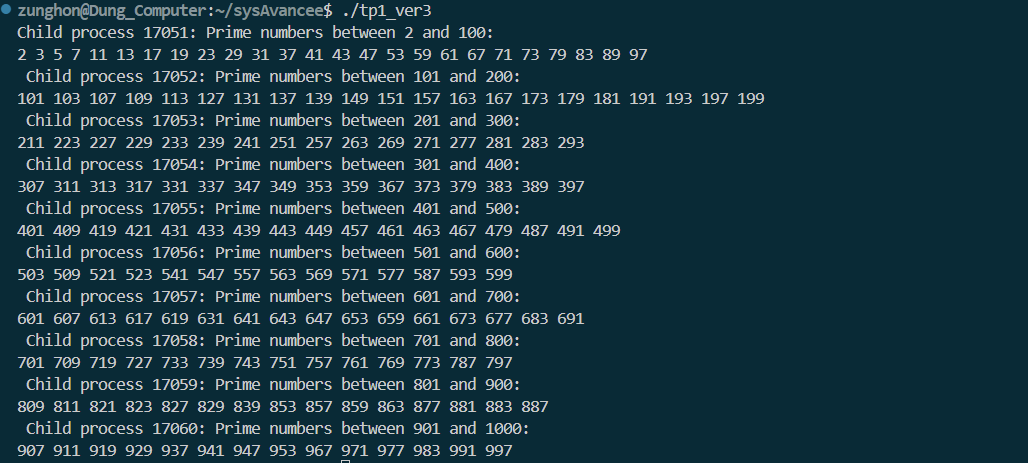 zunghon@Dung_Computer:~/sysAvancee$ ./tp1_ver3
Child process 17051: Prime numbers between 2 and 100:
2 3 5 7 11 13 17 19 23 29 31 37 41 43 47 53 59 61 67 71 73 79 83 89 97
Child process 17052: Prime numbers between 101 and 200:
101 103 107 109 113 127 131 137 139 149 151 157 163 167 173 179 181 191 193 197 199
Child process 17053: Prime numbers between 201 and 300:
211 223 227 229 233 239 241 251 257 263 269 271 277 281 283 293
Child process 17054: Prime numbers between 301 and 400:
307 311 313 317 331 337 347 349 353 359 367 373 379 383 389 397
Child process 17055: Prime numbers between 401 and 500:
401 409 419 421 431 433 439 443 449 457 461 463 467 479 487 491 499
Child process 17056: Prime numbers between 501 and 600:
503 509 521 523 541 547 557 563 569 571 577 587 593 599
Child process 17057: Prime numbers between 601 and 700:
601 607 613 617 619 631 641 643 647 653 659 661 673 677 683 691
Child process 17058: Prime numbers between 701 and 800:
701 709 719 727 733 739 743 751 757 761 769 773 787 797
Child process 17059: Prime numbers between 801 and 900:
809 811 821 823 827 829 839 853 857 859 863 877 881 883 887
Child process 17060: Prime numbers between 901 and 1000:
907 911 919 929 937 941 947 953 967 971 977 983 991 997